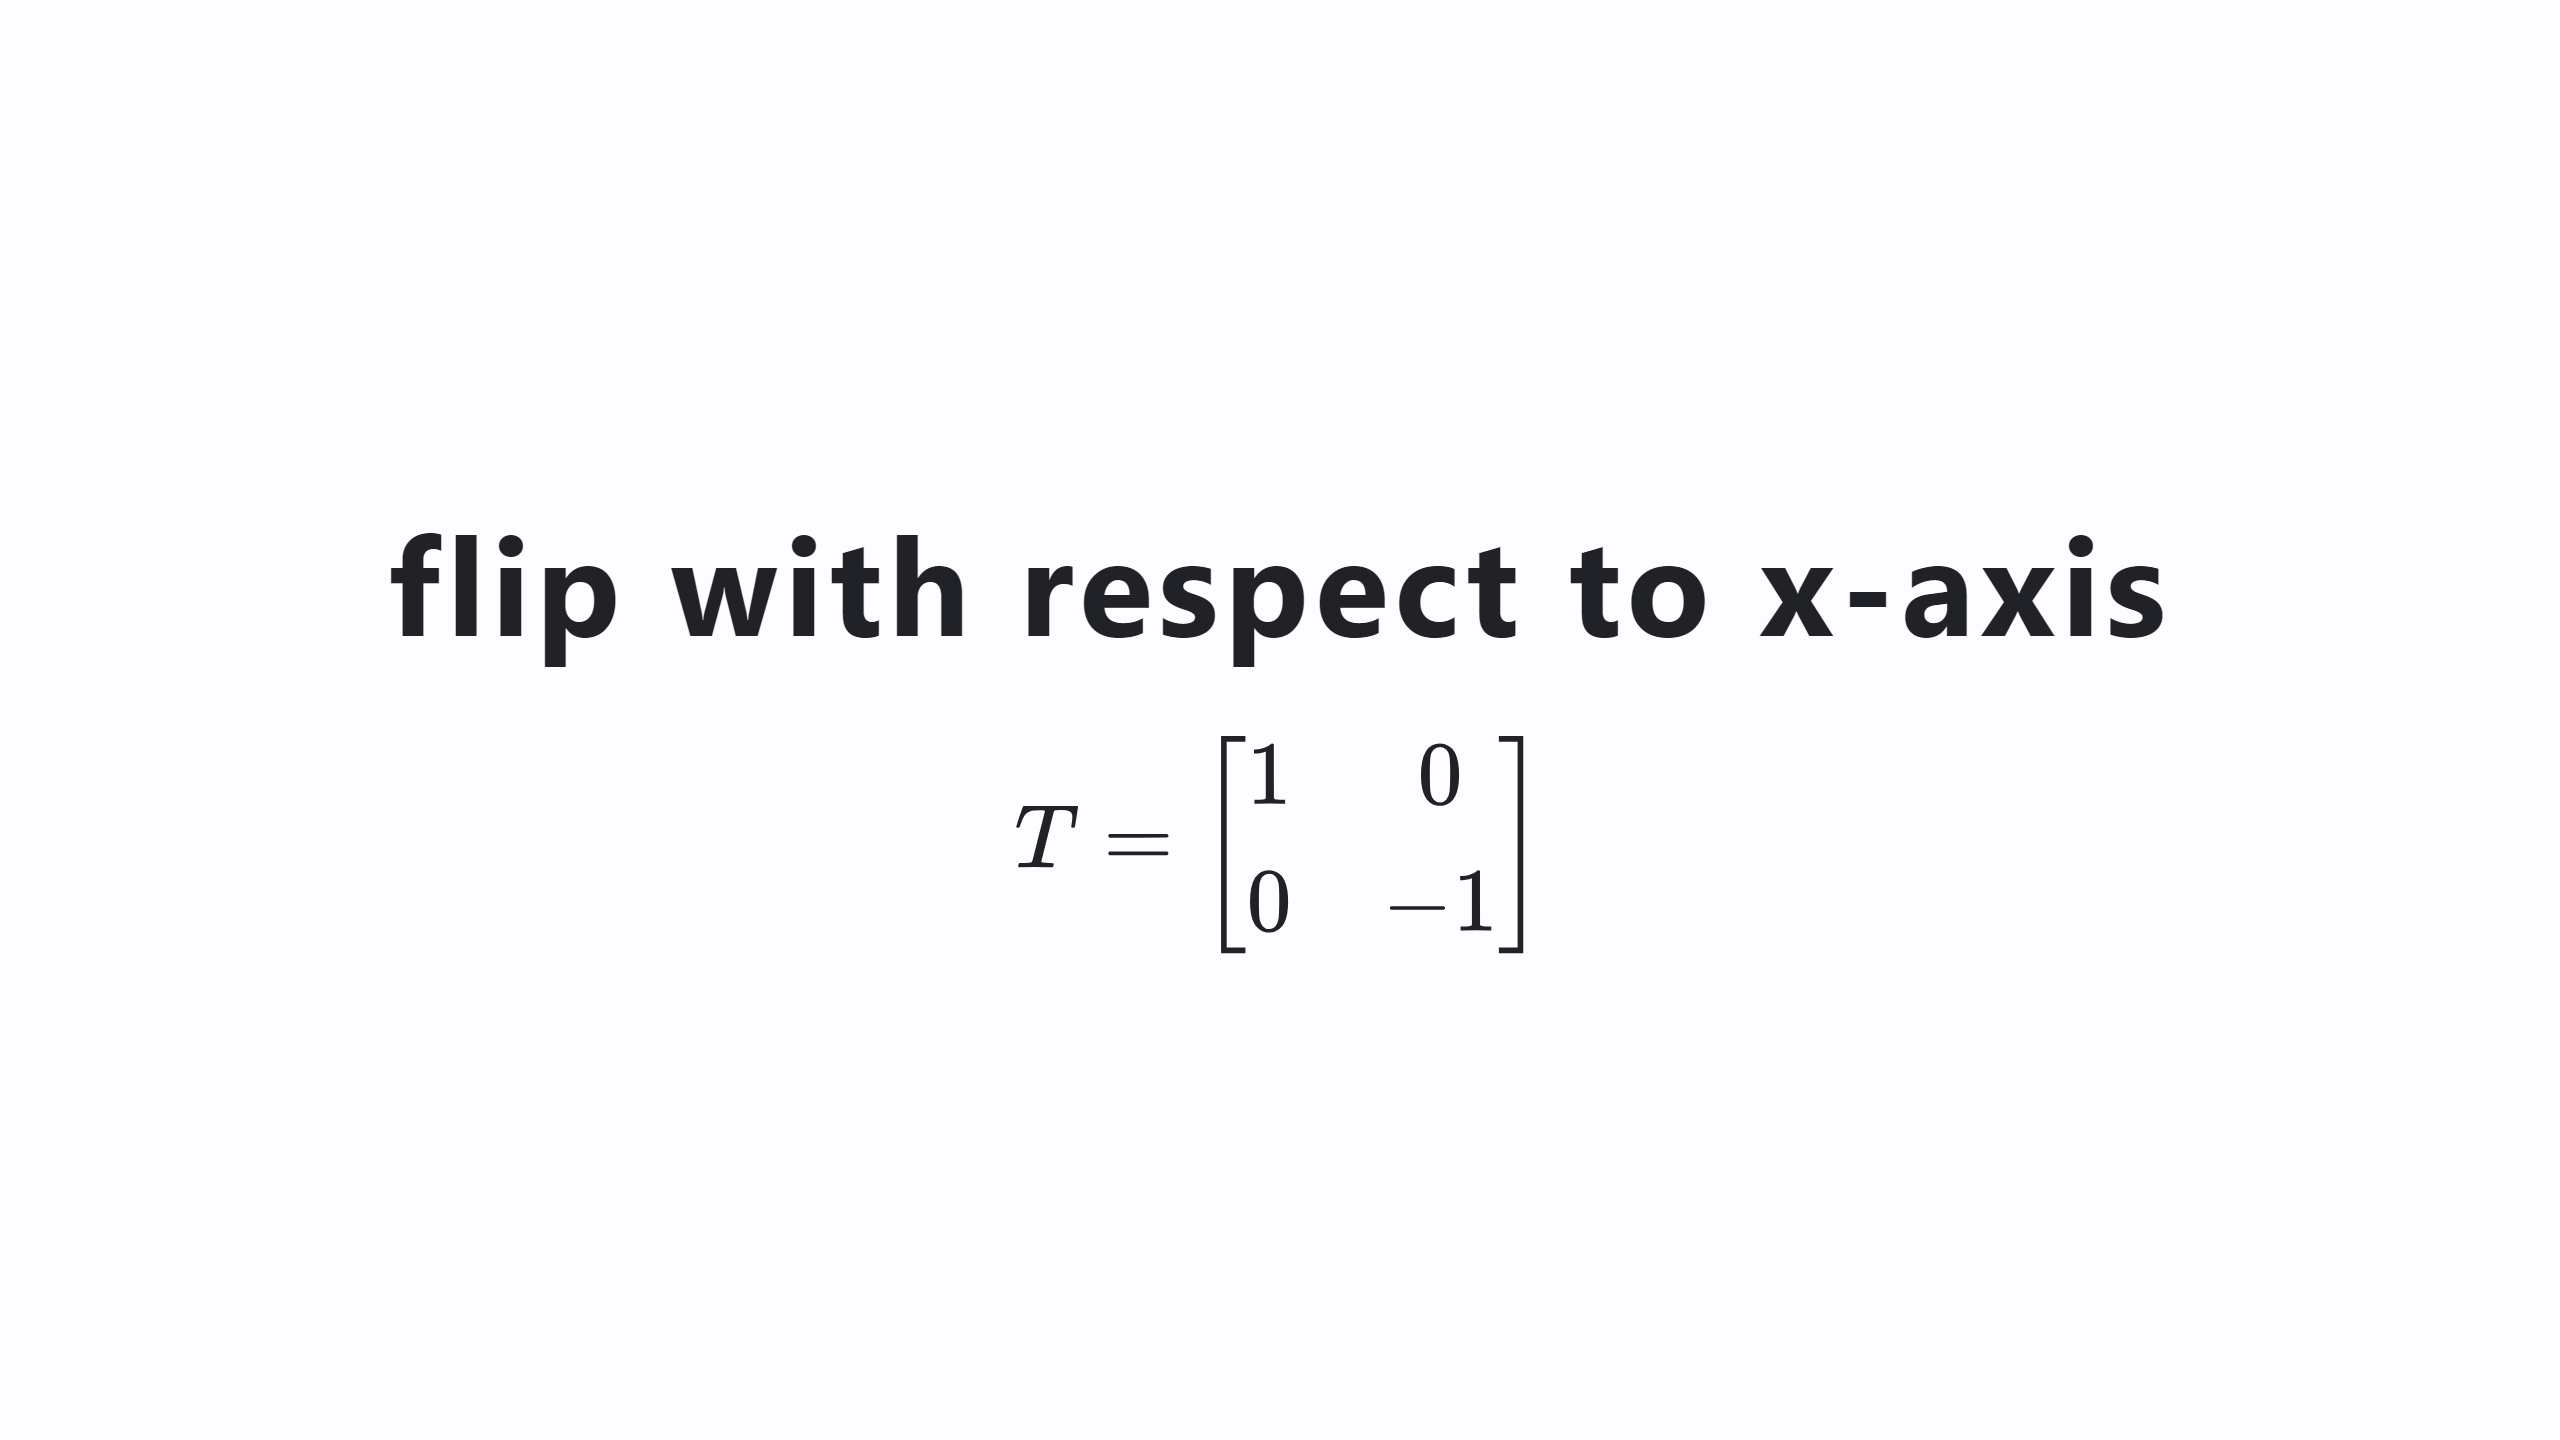 flip with respect to x-axis
T = [1 0
0 −1]